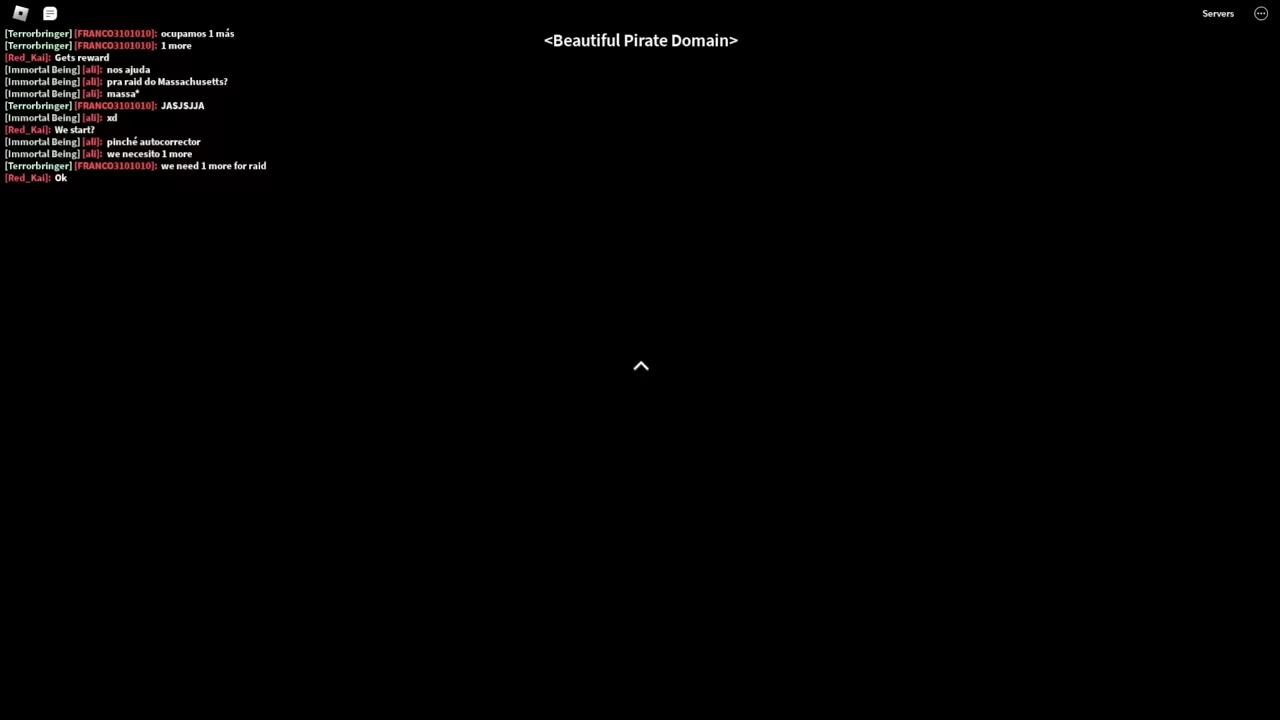 Servers
<Beautiful Pirate Domain>
[Terrorbringer] [FRANCO3101010]: ocupamos 1 más
[Terrorbringer] [FRANCO3101010]: 1 more
[Red_Kai]: Gets reward
[Immortal Being] [ali]: nos ajuda
[Immortal Being] [ali]: pra raid do Massachusetts?
[Immortal Being] [ali]: massa*
[Terrorbringer] [FRANCO3101010]: JASJSJJA
[Immortal Being] [ali]: xd
[Red_Kai]: We start?
[Immortal Being] [ali]: pinché autocorrector
[Immortal Being] [ali]: we necesito 1 more
[Terrorbringer] [FRANCO3101010]: we need 1 more for raid
[Red_Kai]: Ok